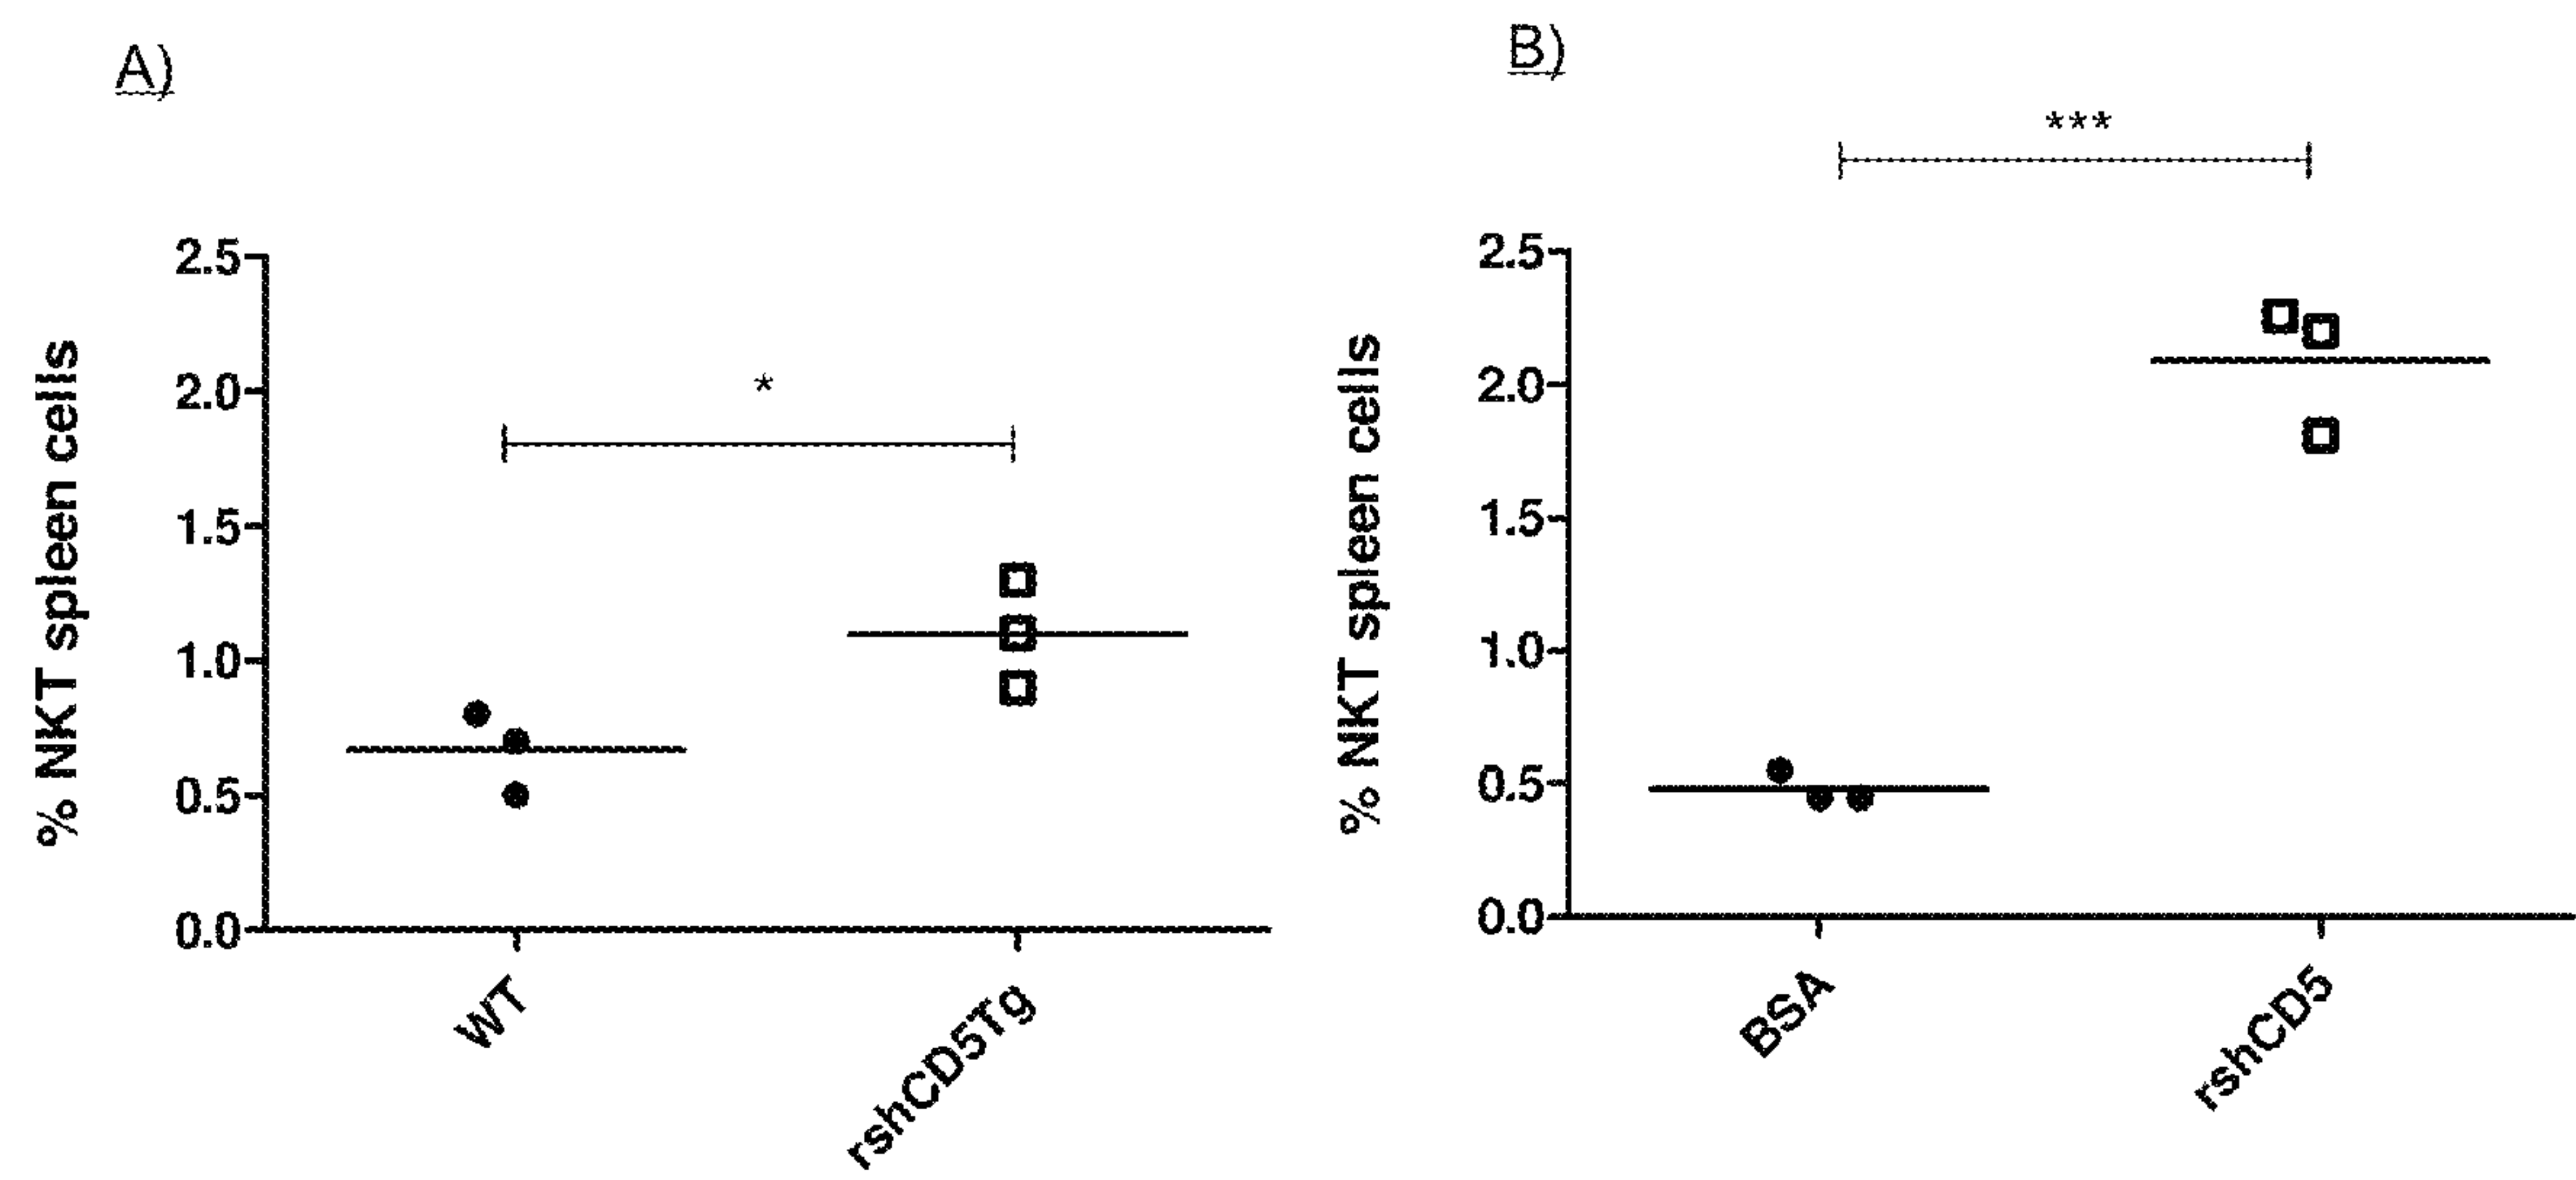 A)
% NKT spleen cells
2.5
2.0
1.5
1.0
0.5
0.0
*
WT
rshCD5Tg
B)
% NKT spleen cells
2.5
2.0
1.5
1.0
0.5
0.0
***
BSA
rshCD5